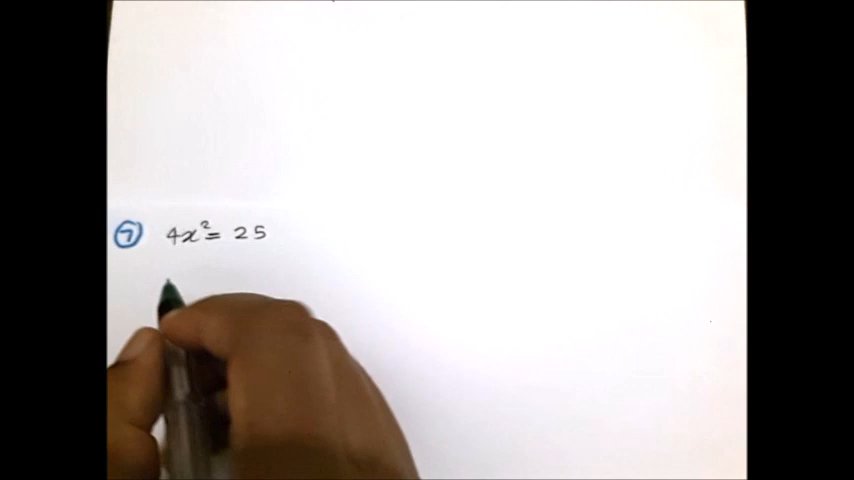 ⑦ 4x² = 25